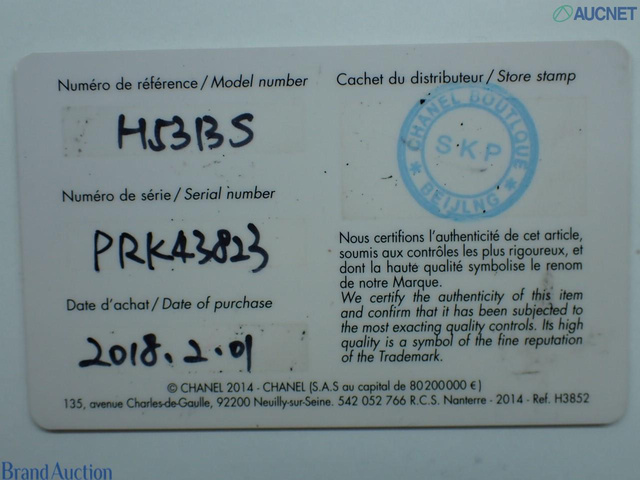 AUCNET
Numéro de référence / Model number
H53135
Cachet du distributeur / Store stamp
CHANEL BOUTLQUE
SKP
* BEIJLNG *
Numéro de série / Serial number
PRK43823
Nous certifions l'authenticité de cet article,
soumis aux contrôles les plus rigoureux, et
dont la haute qualité symbolise le renom
de notre Marque.
We certify the authenticity of this item
and confirm that it has been subjected to
the most exacting quality controls. Its high
quality is a symbol of the fine reputation
of the Trademark.
Date d'achat / Date of purchase
2018.2.01
© CHANEL 2014 - CHANEL (S.A.S au capital de 80 200 000 €)
135, avenue Charles-de-Gaulle, 92200 Neuilly-sur-Seine. 542 052 766 R.C.S. Nanterre - 2014 - Ref. H3852
Brand Auction